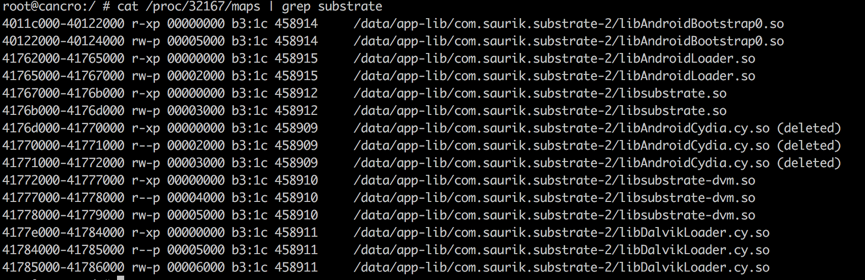 root@cancro:/ # cat /proc/32167/maps | grep substrate
4011c000-40122000 r-xp 00000000 b3:1c 458914 /data/app-lib/com.saurik.substrate-2/libAndroidBootstrap0.so
40122000-40124000 rw-p 00005000 b3:1c 458914 /data/app-lib/com.saurik.substrate-2/libAndroidBootstrap0.so
41762000-41765000 r-xp 00000000 b3:1c 458915 /data/app-lib/com.saurik.substrate-2/libAndroidLoader.so
41765000-41767000 rw-p 00002000 b3:1c 458915 /data/app-lib/com.saurik.substrate-2/libAndroidLoader.so
41767000-4176b000 r-xp 00000000 b3:1c 458912 /data/app-lib/com.saurik.substrate-2/libsubstrate.so
4176b000-4176d000 rw-p 00003000 b3:1c 458912 /data/app-lib/com.saurik.substrate-2/libsubstrate.so
4176d000-41770000 r-xp 00000000 b3:1c 458909 /data/app-lib/com.saurik.substrate-2/libAndroidCydia.cy.so (deleted)
41770000-41771000 r--p 00002000 b3:1c 458909 /data/app-lib/com.saurik.substrate-2/libAndroidCydia.cy.so (deleted)
41771000-41772000 rw-p 00003000 b3:1c 458909 /data/app-lib/com.saurik.substrate-2/libAndroidCydia.cy.so (deleted)
41772000-41777000 r-xp 00000000 b3:1c 458910 /data/app-lib/com.saurik.substrate-2/libsubstrate-dvm.so
41777000-41778000 r--p 00004000 b3:1c 458910 /data/app-lib/com.saurik.substrate-2/libsubstrate-dvm.so
41778000-41779000 rw-p 00005000 b3:1c 458910 /data/app-lib/com.saurik.substrate-2/libsubstrate-dvm.so
4177e000-41784000 r-xp 00000000 b3:1c 458911 /data/app-lib/com.saurik.substrate-2/libDalvikLoader.cy.so
41784000-41785000 r--p 00005000 b3:1c 458911 /data/app-lib/com.saurik.substrate-2/libDalvikLoader.cy.so
41785000-41786000 rw-p 00006000 b3:1c 458911 /data/app-lib/com.saurik.substrate-2/libDalvikLoader.cy.so